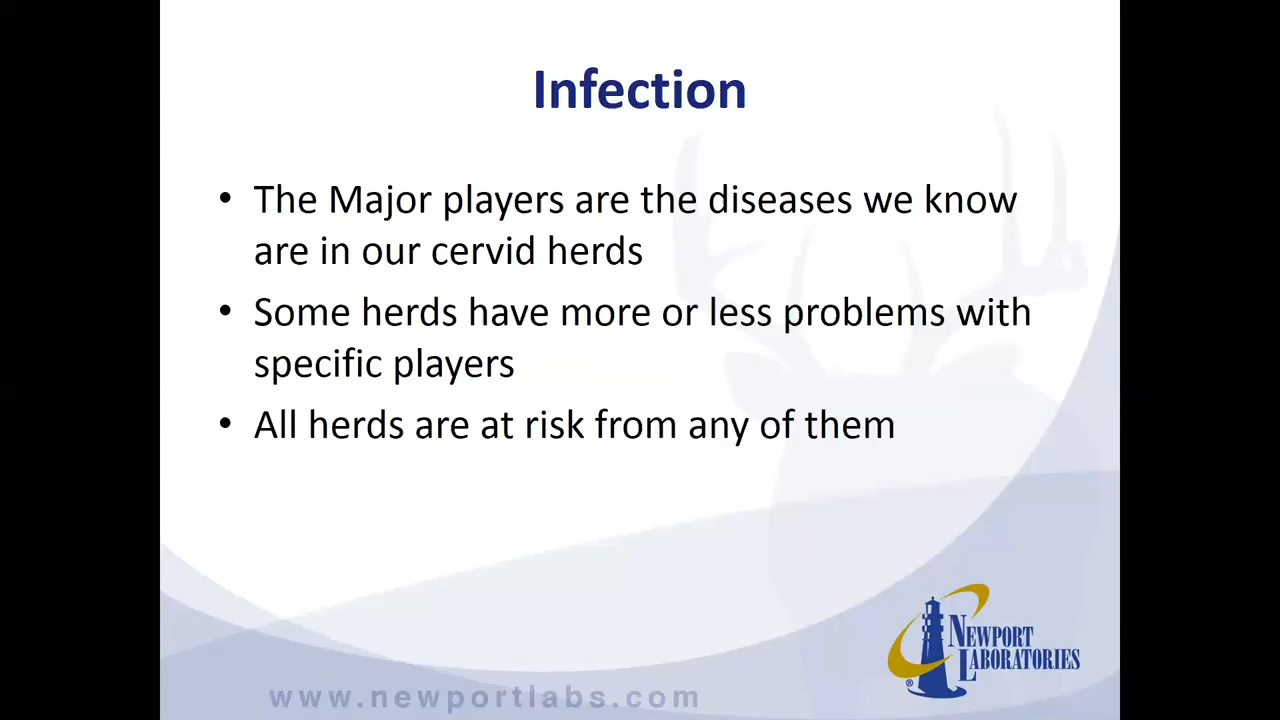 Infection
• The Major players are the diseases we know
are in our cervid herds
• Some herds have more or less problems with
specific players
• All herds are at risk from any of them
NEWPORT
LABORATORIES
®
www.newportlabs.com